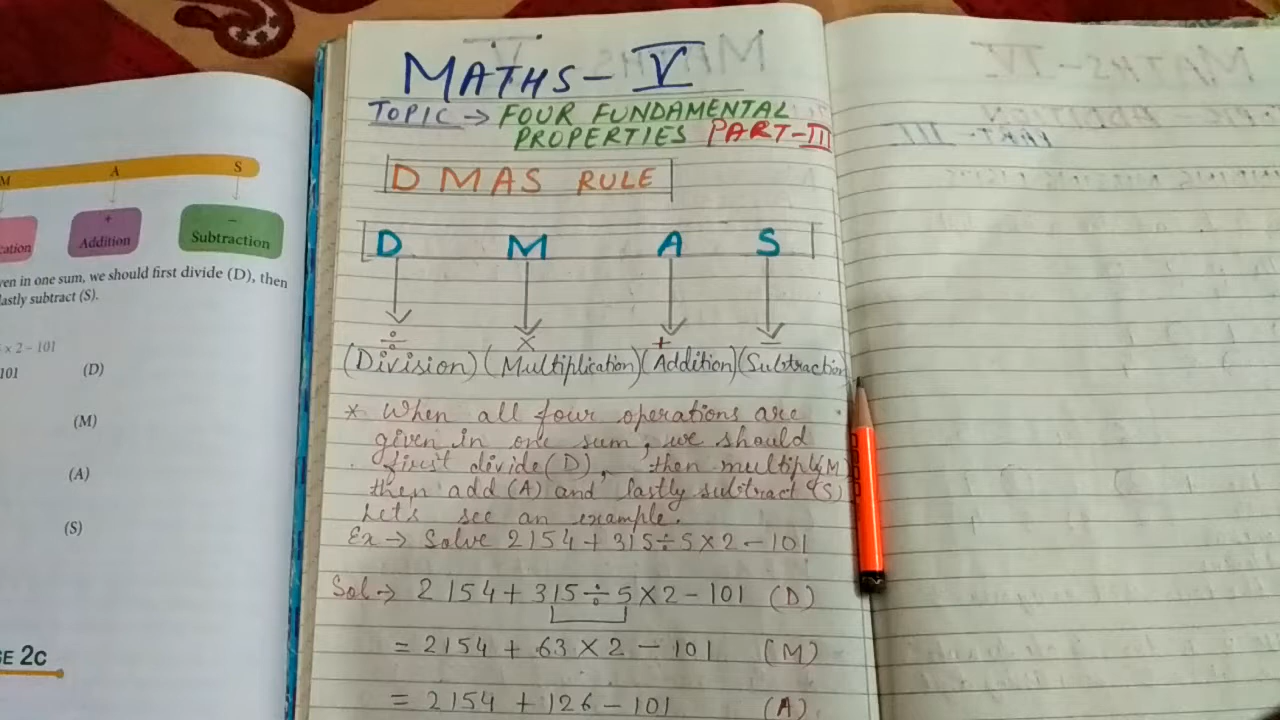 M A S
+ −
Addition Subtraction
in one sum, we should first divide (D), then
lastly subtract (S).
× 2 − 101
101 (D)
(M)
(A)
(S)
2C
MATHS- V
TOPIC → FOUR FUNDAMENTAL
PROPERTIES PART-III
DMAS RULE
D M A S
÷ × + −
(Division) (Multiplication) (Addition) (Subtraction
* When all four operations are
given in one sum, we should
first divide(D), then multiply(M)
then add (A) and lastly subtract (S)
Let's see an example.
Ex → Solve 2154 + 315÷5×2-101
Sol → 2154 + 315 ÷ 5 × 2 - 101 (D)
= 2154 + 63 × 2 - 101 (M)
= 2154 + 126 - 101 (A)